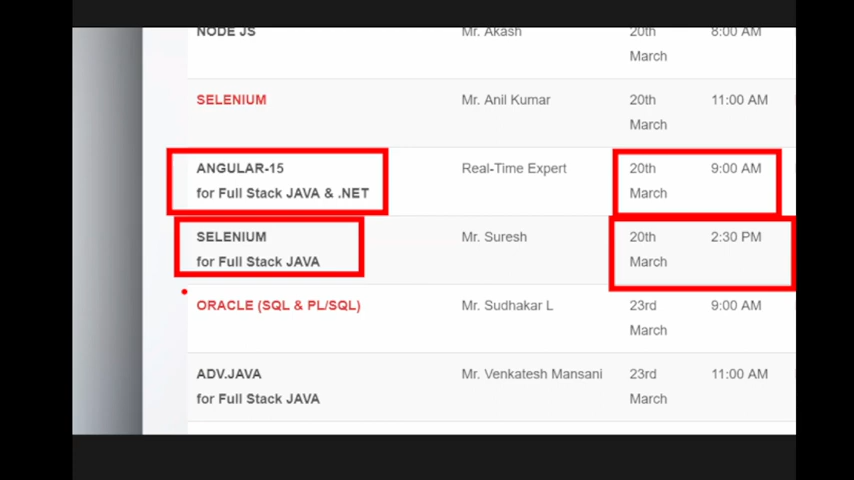 NODE JS Mr. Akash 20th 8:00 AM
March
SELENIUM Mr. Anil Kumar 20th 11:00 AM
March
ANGULAR-15 Real-Time Expert 20th 9:00 AM
for Full Stack JAVA & .NET March
SELENIUM Mr. Suresh 20th 2:30 PM
for Full Stack JAVA March
ORACLE (SQL & PL/SQL) Mr. Sudhakar L 23rd 9:00 AM
March
ADV.JAVA Mr. Venkatesh Mansani 23rd 11:00 AM
for Full Stack JAVA March